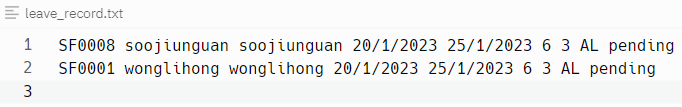 leave_record.txt
1 SF0008 soojiunguan soojiunguan 20/1/2023 25/1/2023 6 3 AL pending
2 SF0001 wonglihong wonglihong 20/1/2023 25/1/2023 6 3 AL pending
3